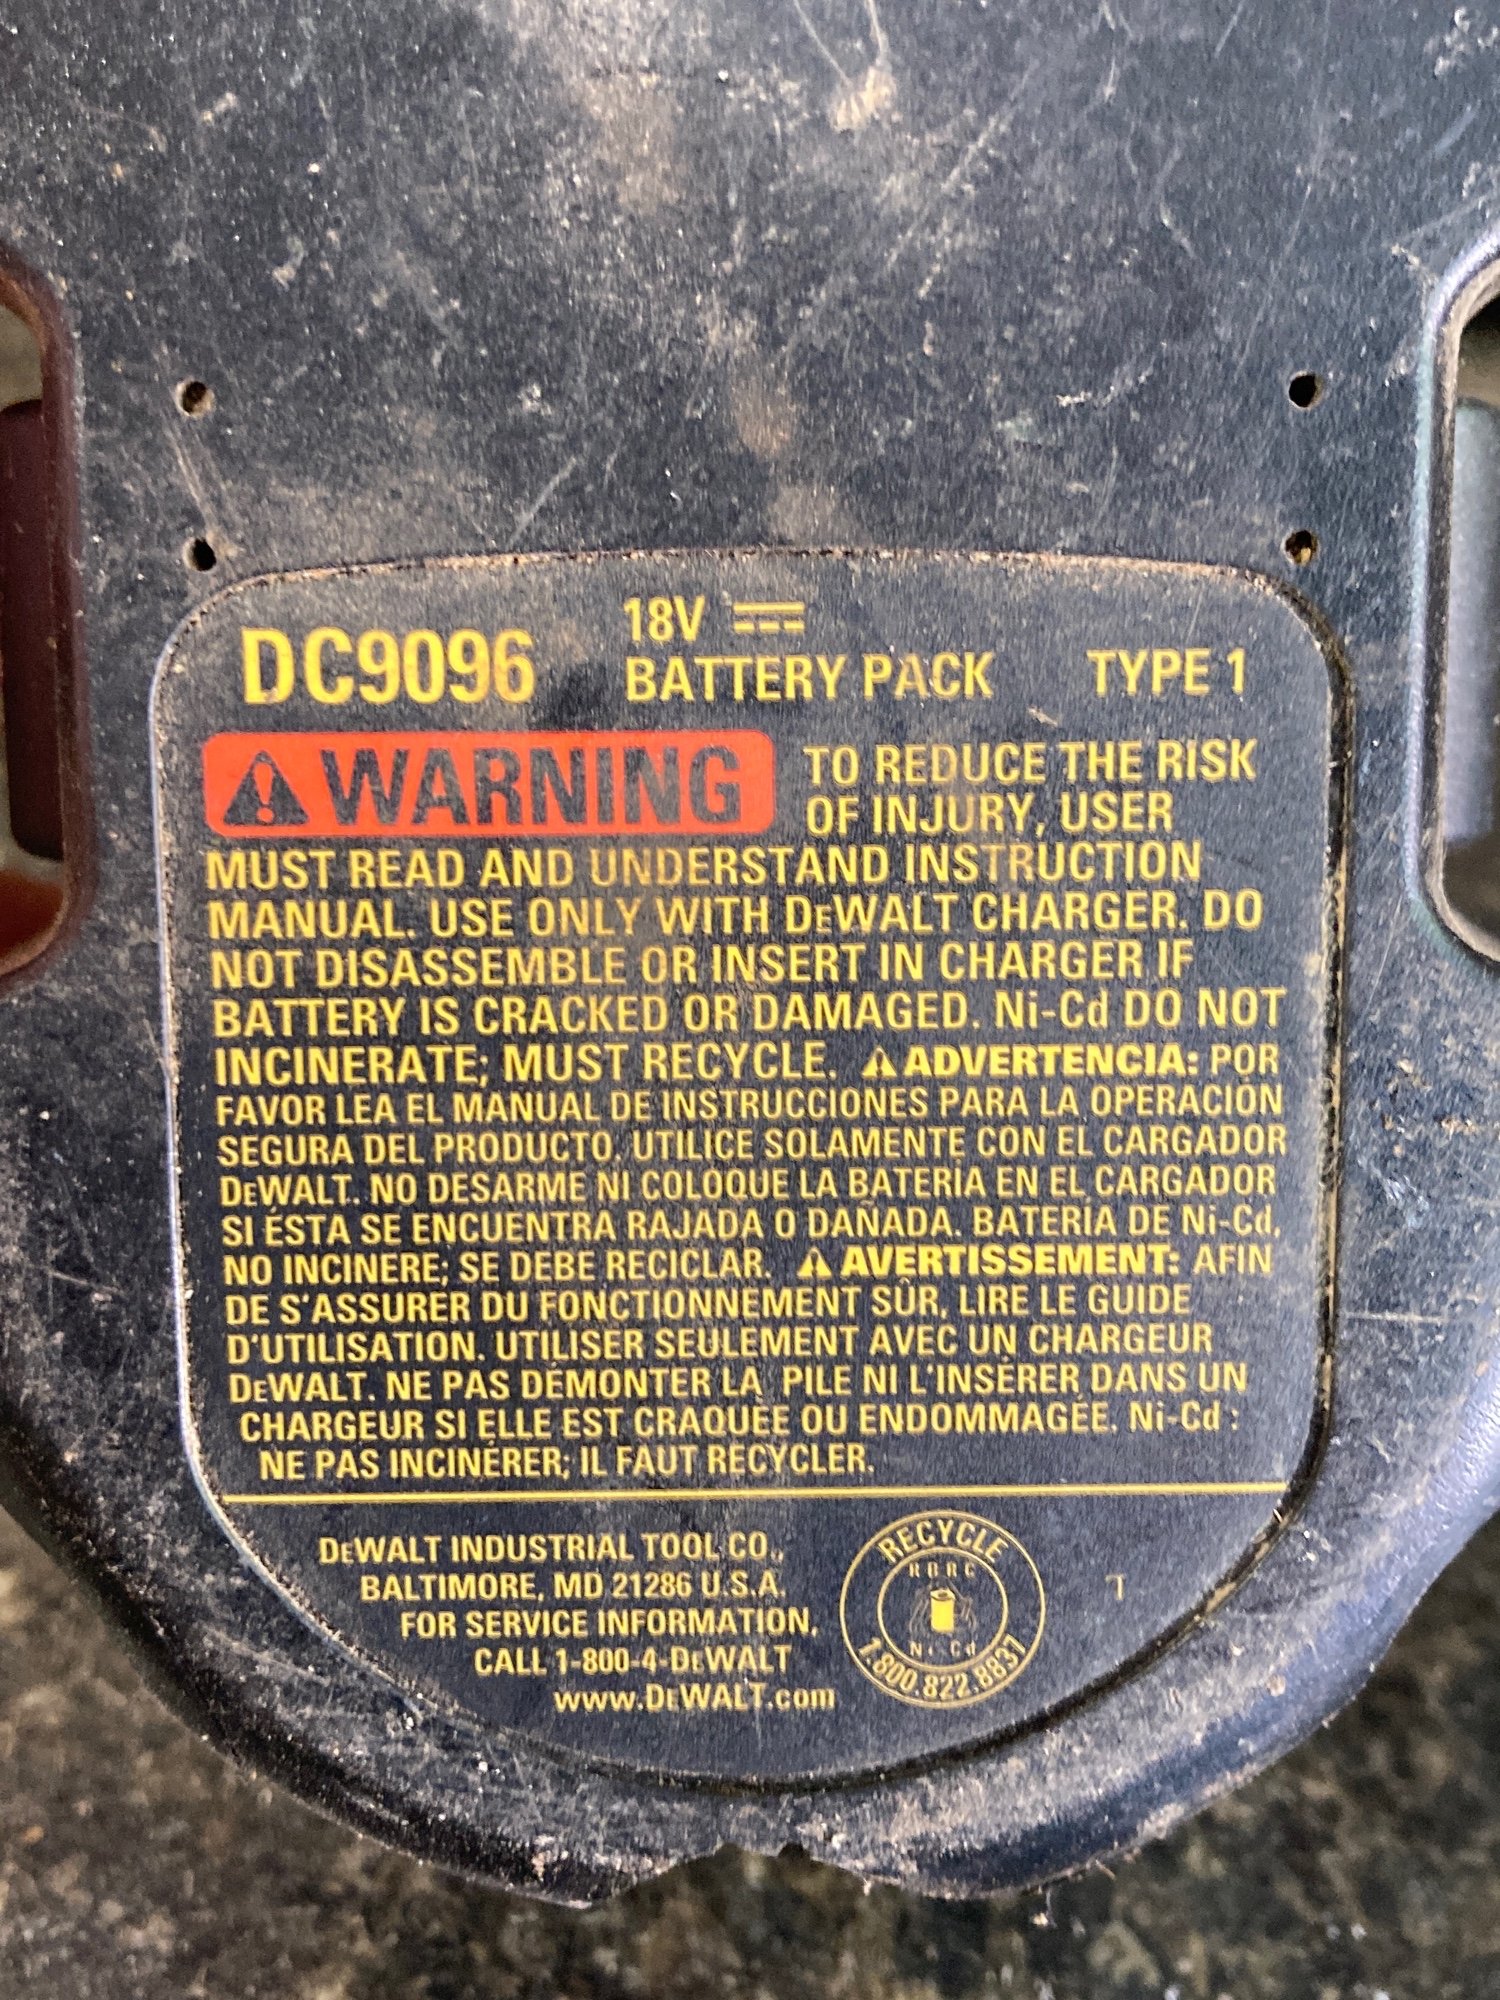 18V
DC9096 BATTERY PACK TYPE 1
WARNING TO REDUCE THE RISK
OF INJURY, USER
MUST READ AND UNDERSTAND INSTRUCTION
MANUAL. USE ONLY WITH DeWALT CHARGER. DO
NOT DISASSEMBLE OR INSERT IN CHARGER IF
BATTERY IS CRACKED OR DAMAGED. Ni-Cd DO NOT
INCINERATE; MUST RECYCLE. ADVERTENCIA: POR
FAVOR LEA EL MANUAL DE INSTRUCCIONES PARA LA OPERACIÓN
SEGURA DEL PRODUCTO. UTILICE SOLAMENTE CON EL CARGADOR
DeWALT. NO DESARME NI COLOQUE LA BATERÍA EN EL CARGADOR
SI ÉSTA SE ENCUENTRA RAJADA O DAÑADA. BATERÍA DE Ni-Cd,
NO INCINERE; SE DEBE RECICLAR. AVERTISSEMENT: AFIN
DE S'ASSURER DU FONCTIONNEMENT SÛR, LIRE LE GUIDE
D'UTILISATION. UTILISER SEULEMENT AVEC UN CHARGEUR
DeWALT. NE PAS DÉMONTER LA PILE NI L'INSÉRER DANS UN
CHARGEUR SI ELLE EST CRAQUÉE OU ENDOMMAGÉE. Ni-Cd :
NE PAS INCINÉRER; IL FAUT RECYCLER.
DeWALT INDUSTRIAL TOOL CO.,
BALTIMORE, MD 21286 U.S.A.
FOR SERVICE INFORMATION,
CALL 1-800-4-DeWALT
www.DeWALT.com
RECYCLE
RBRC
Ni-Cd
1.800.822.8837